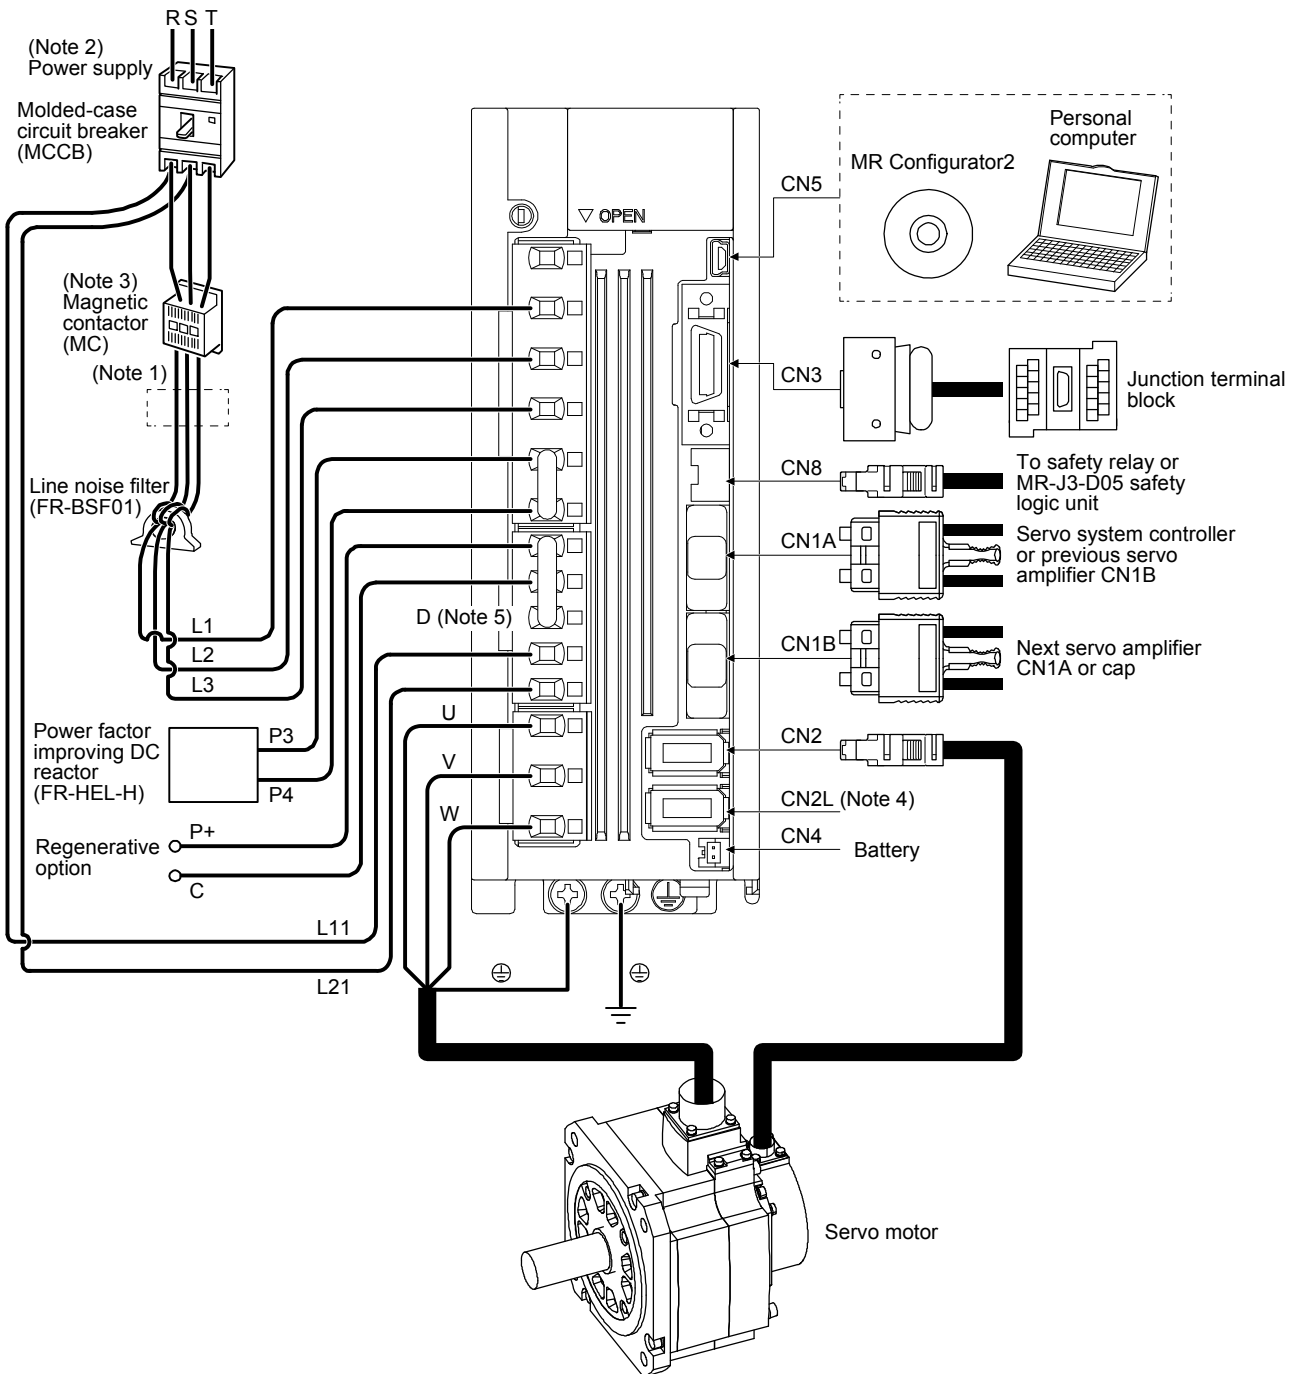 R S T
(Note 2)
Power supply
Molded-case
circuit breaker
(MCCB)
(Note 3)
Magnetic
contactor
(MC)
(Note 1)
Line noise filter
(FR-BSF01)
L1
L2
L3
Power factor
improving DC
reactor
(FR-HEL-H)
P3
P4
Regenerative
option
P+
C
L11
L21
OPEN
D (Note 5)
U
V
W
CN5
MR Configurator2
Personal
computer
CN3
Junction terminal
block
CN8
To safety relay or
MR-J3-D05 safety
logic unit
CN1A
Servo system controller
or previous servo
amplifier CN1B
CN1B
Next servo amplifier
CN1A or cap
CN2
CN2L (Note 4)
CN4
Battery
Servo motor